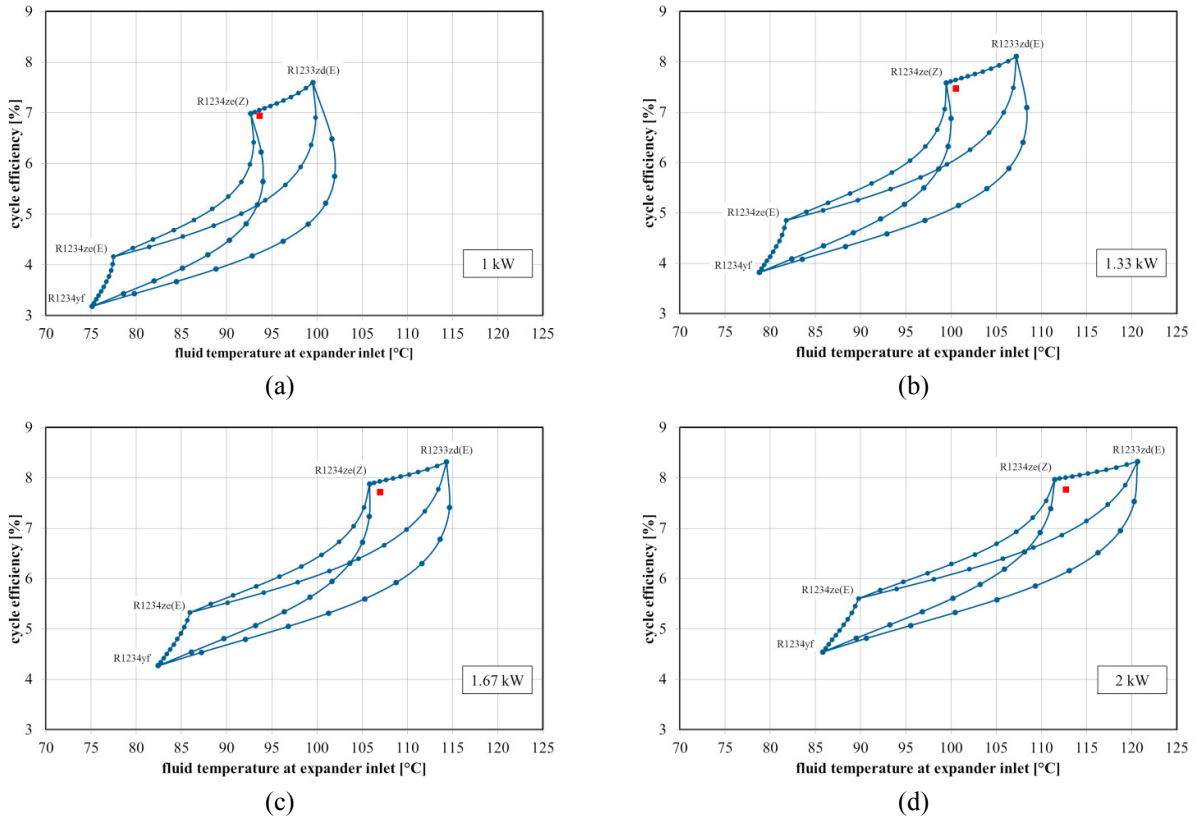 9
8
7
6
5
4
3
cycle efficiency [%]
R1233zd(E)
R1234ze(Z)
R1234ze(E)
R1234yf
1 kW
70 75 80 85 90 95 100 105 110 115 120 125
fluid temperature at expander inlet [°C]
(a)
9
8
7
6
5
4
3
cycle efficiency [%]
R1233zd(E)
R1234ze(Z)
R1234ze(E)
R1234yf
1.33 kW
70 75 80 85 90 95 100 105 110 115 120 125
fluid temperature at expander inlet [°C]
(b)
9
8
7
6
5
4
3
cycle efficiency [%]
R1233zd(E)
R1234ze(Z)
R1234ze(E)
R1234yf
1.67 kW
70 75 80 85 90 95 100 105 110 115 120 125
fluid temperature at expander inlet [°C]
(c)
9
8
7
6
5
4
3
cycle efficiency [%]
R1233zd(E)
R1234ze(Z)
R1234ze(E)
R1234yf
2 kW
70 75 80 85 90 95 100 105 110 115 120 125
fluid temperature at expander inlet [°C]
(d)